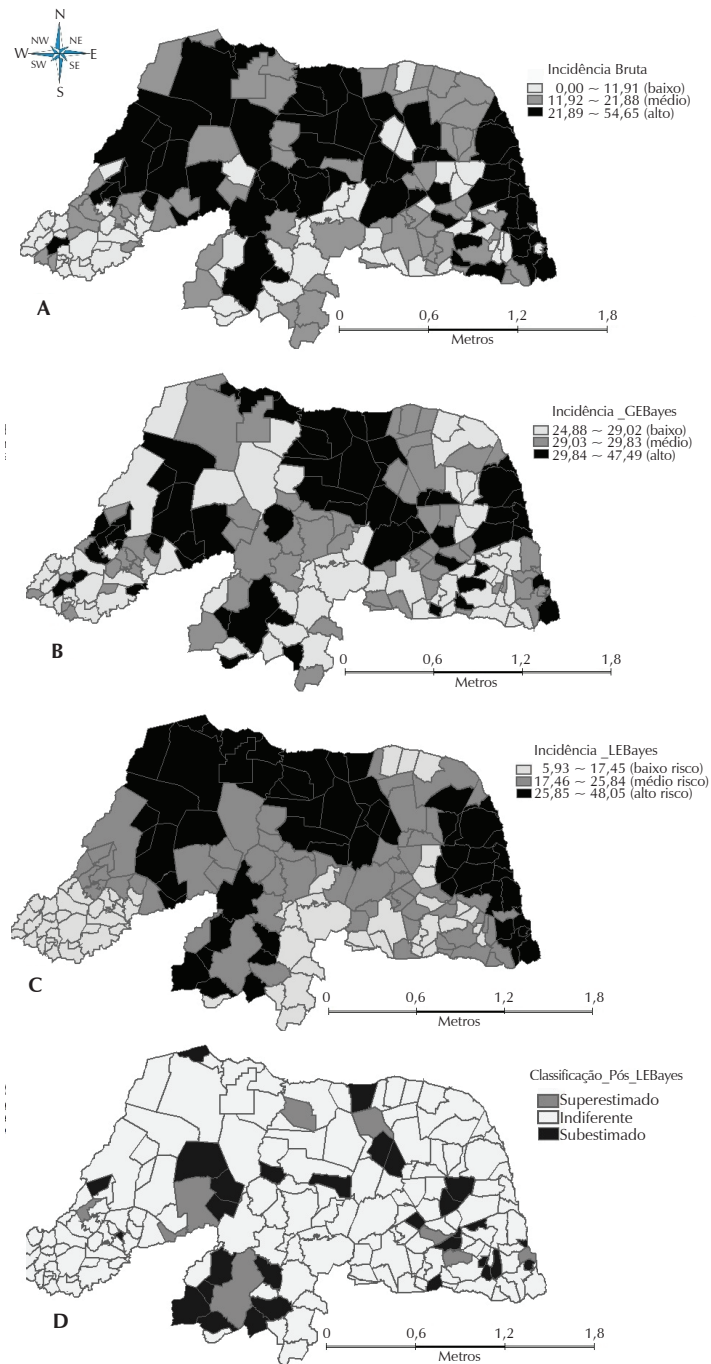 N
NW NE
W E
SW SE
S
Incidência Bruta
0,00 ~ 11,91 (baixo)
11,92 ~ 21,88 (médio)
21,89 ~ 54,65 (alto)
A
0 0,6 1,2 1,8
Metros
Incidência _GEBayes
24,88 ~ 29,02 (baixo)
29,03 ~ 29,83 (médio)
29,84 ~ 47,49 (alto)
B
0 0,6 1,2 1,8
Metros
Incidência _LEBayes
5,93 ~ 17,45 (baixo risco)
17,46 ~ 25,84 (médio risco)
25,85 ~ 48,05 (alto risco)
C
0 0,6 1,2 1,8
Metros
Classificação_Pós_LEBayes
Superestimado
Indiferente
Subestimado
D
0 0,6 1,2 1,8
Metros